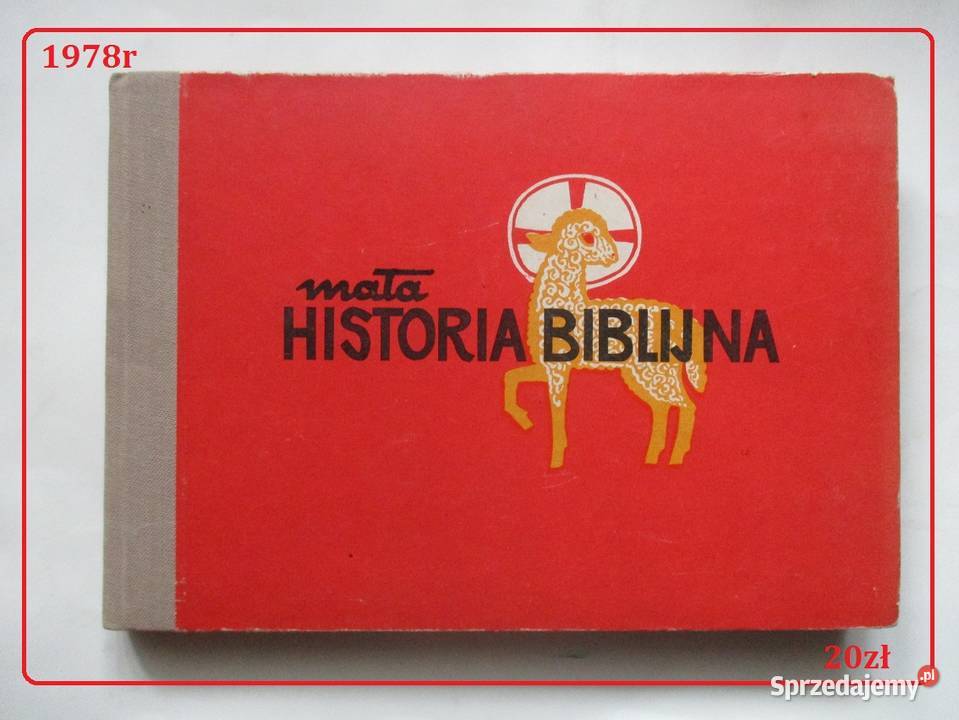 1978r
mała
HISTORIA BIBLIJNA
20zł
Sprzedajemy.pl